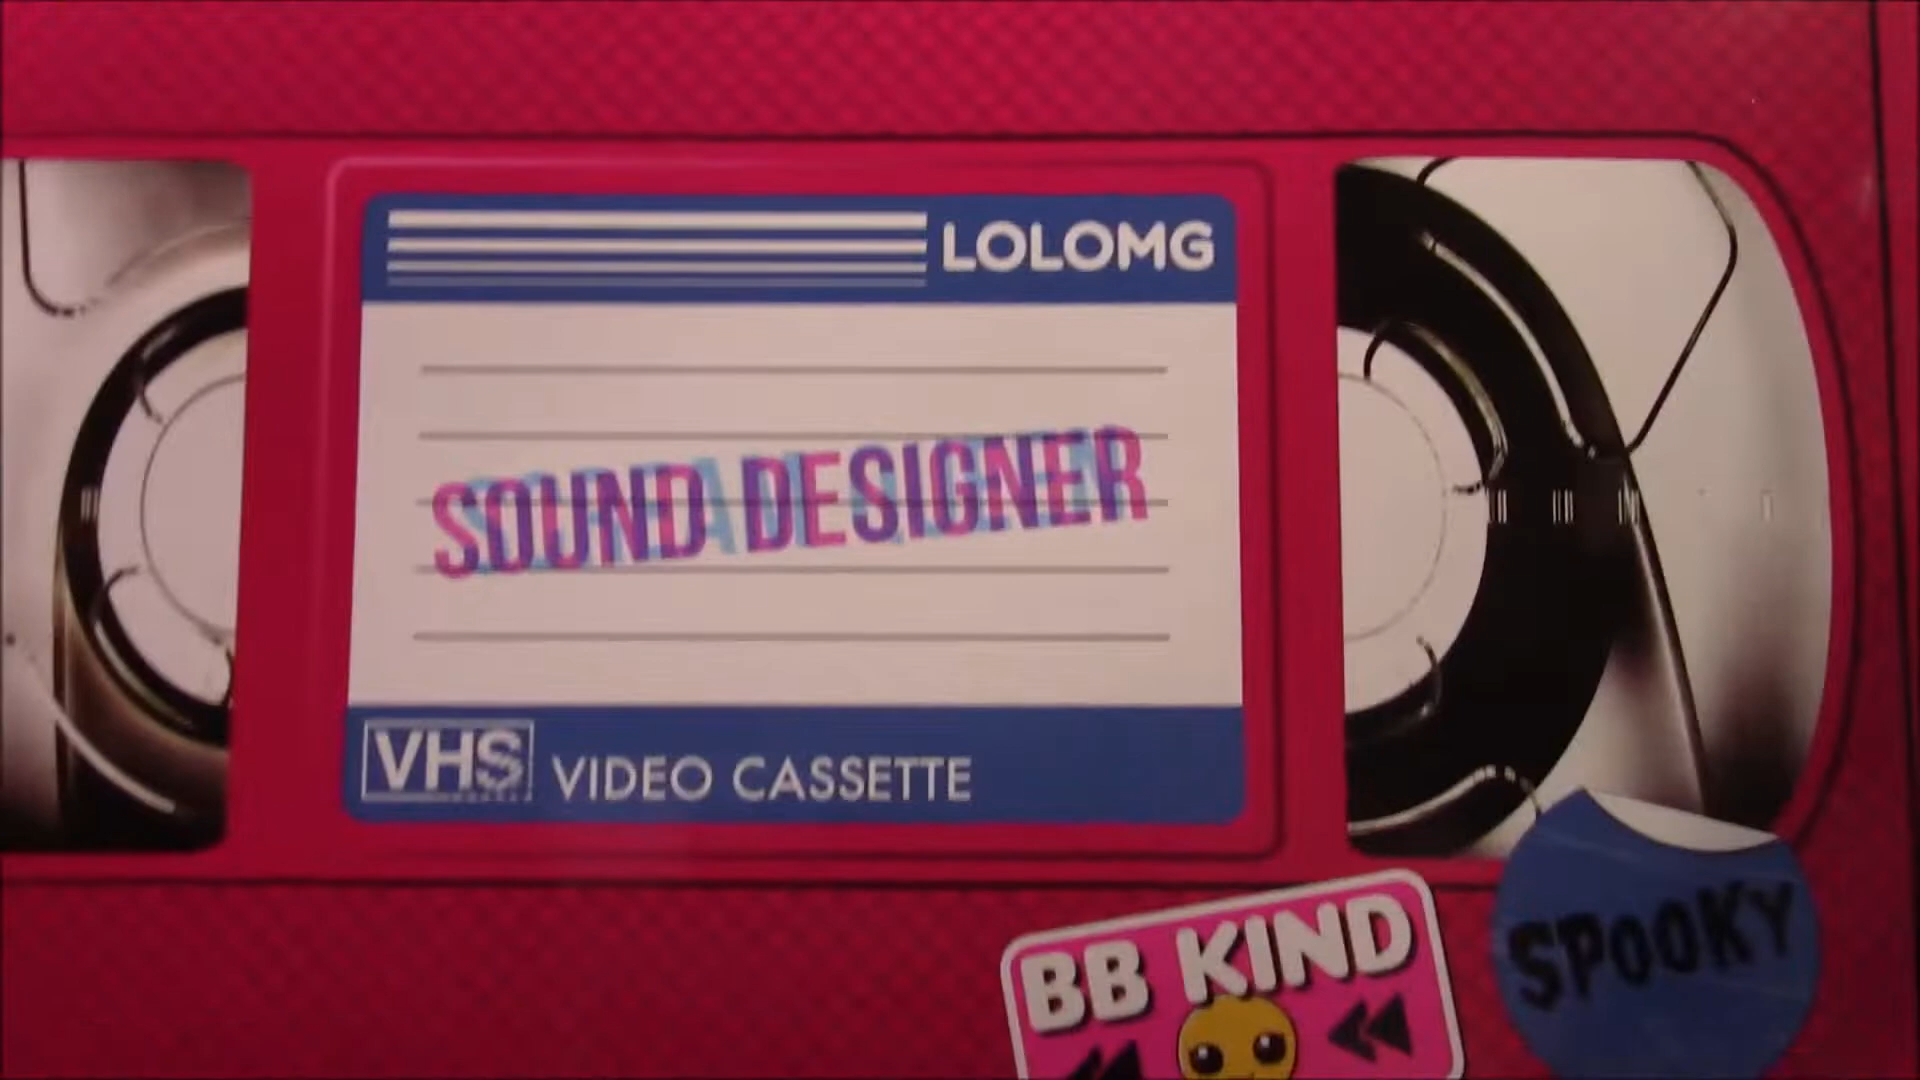 LOLOMG
SOUND DESIGNER
VHS VIDEO CASSETTE
BB KIND
SPOOKY